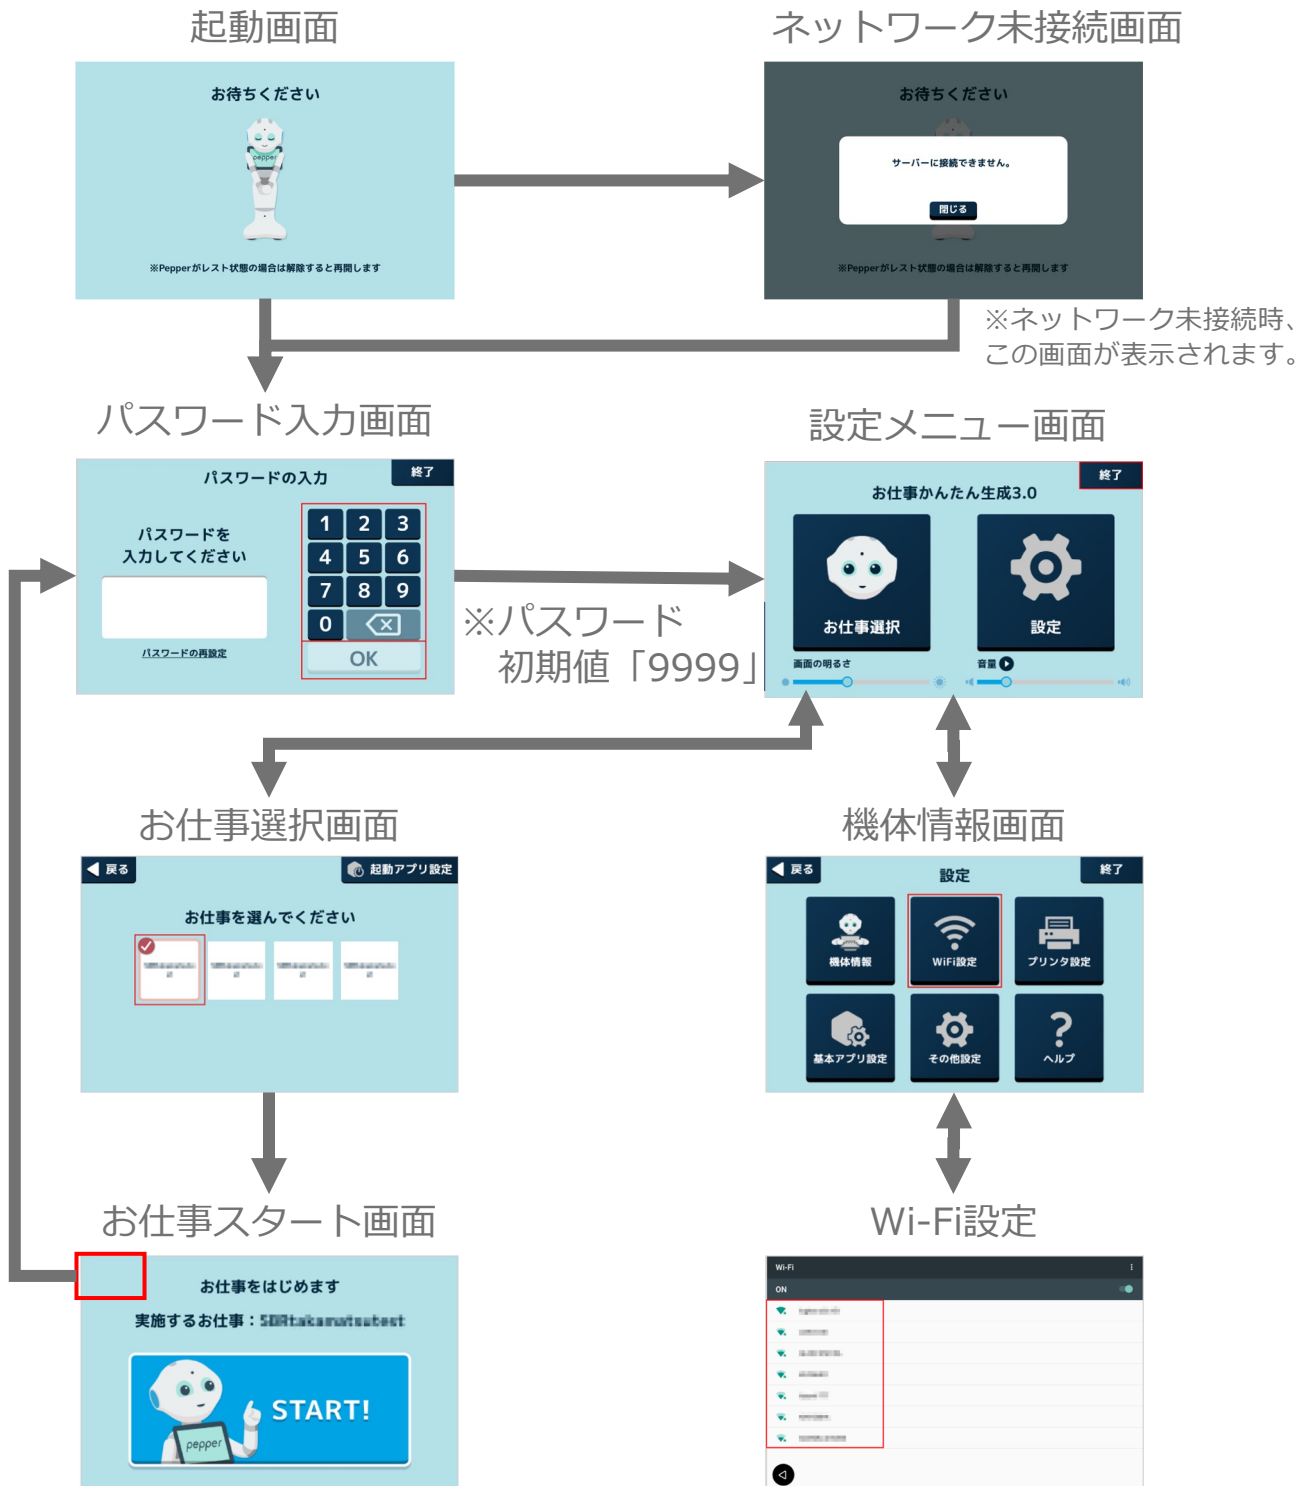 起動画面
お待ちください
pepper
※Pepperがレスト状態の場合は解除すると再開します
ネットワーク未接続画面
お待ちください
サーバーに接続できません。
閉じる
※Pepperがレスト状態の場合は解除すると再開します
※ネットワーク未接続時、
この画面が表示されます。
パスワード入力画面
パスワードの入力
終了
パスワードを
入力してください
パスワードの再設定
1 2 3
4 5 6
7 8 9
0
OK
※パスワード
初期値「9999」
設定メニュー画面
終了
お仕事かんたん生成3.0
お仕事選択
設定
画面の明るさ
音量
お仕事選択画面
戻る
起動アプリ設定
お仕事を選んでください
機体情報画面
戻る
設定
終了
機体情報
WiFi設定
プリンタ設定
基本アプリ設定
その他設定
ヘルプ
お仕事スタート画面
お仕事をはじめます
実施するお仕事：
START!
pepper
Wi-Fi設定
Wi-Fi
ON